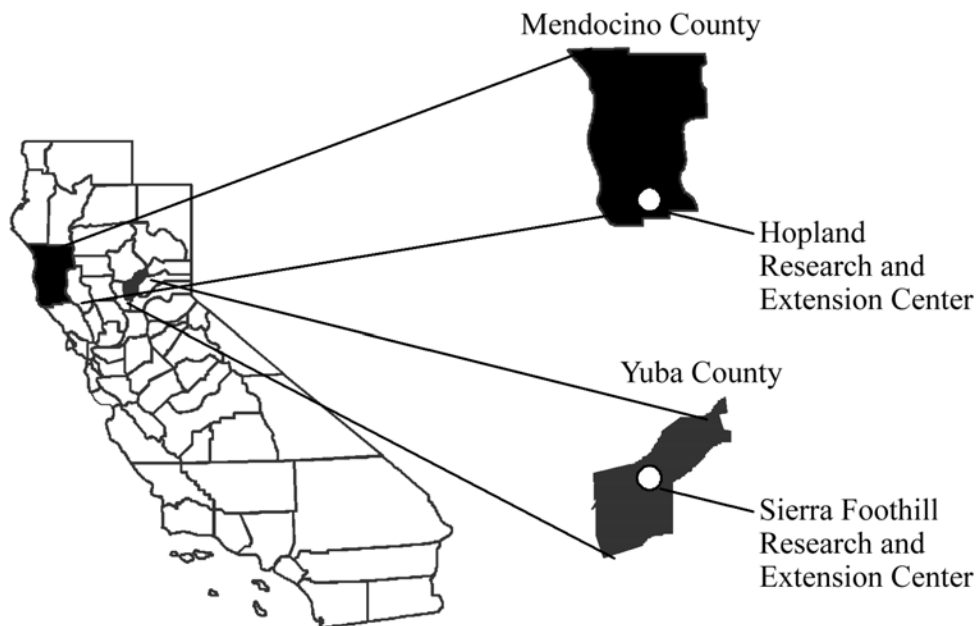 Mendocino County
Hopland
Research and
Extension Center
Yuba County
Sierra Foothill
Research and
Extension Center